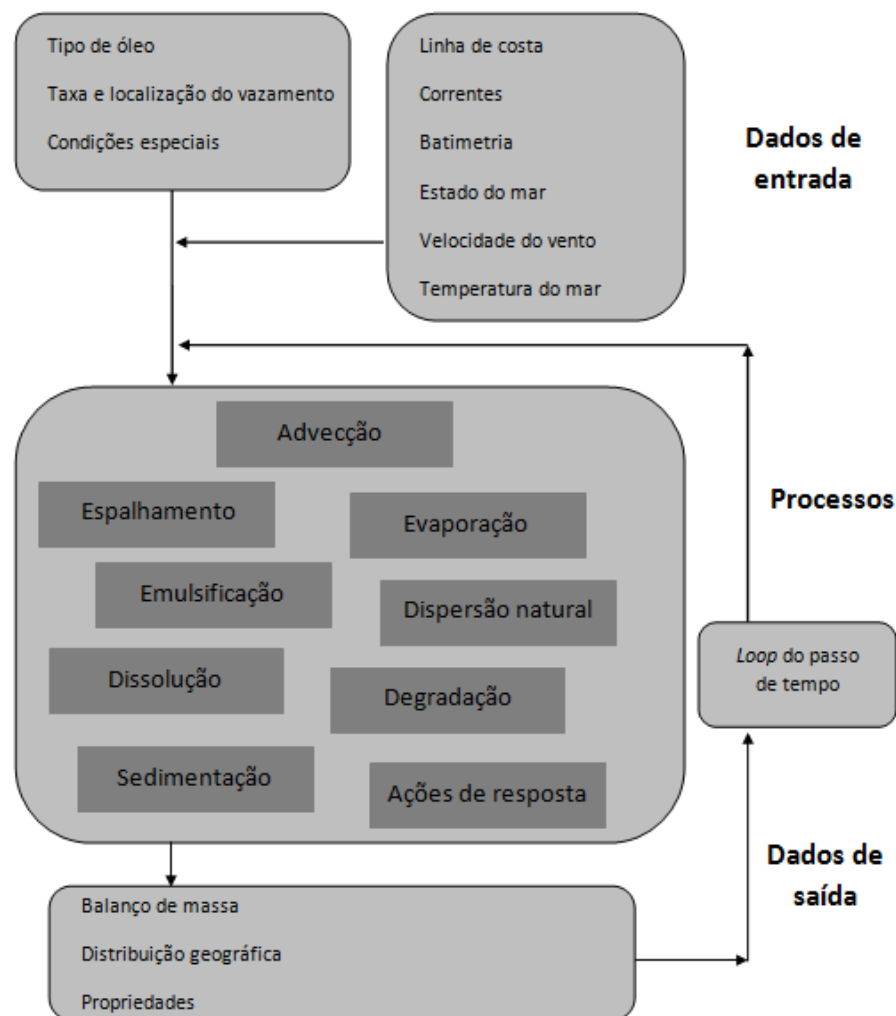 Tipo de óleo
Taxa e localização do vazamento
Condições especiais
Linha de costa
Correntes
Batimetria
Estado do mar
Velocidade do vento
Temperatura do mar
Dados de
entrada
Advecção
Espalhamento
Evaporação
Emulsificação
Dispersão natural
Dissolução
Degradação
Sedimentação
Ações de resposta
Processos
Loop do passo
de tempo
Dados de
saída
Balanço de massa
Distribuição geográfica
Propriedades